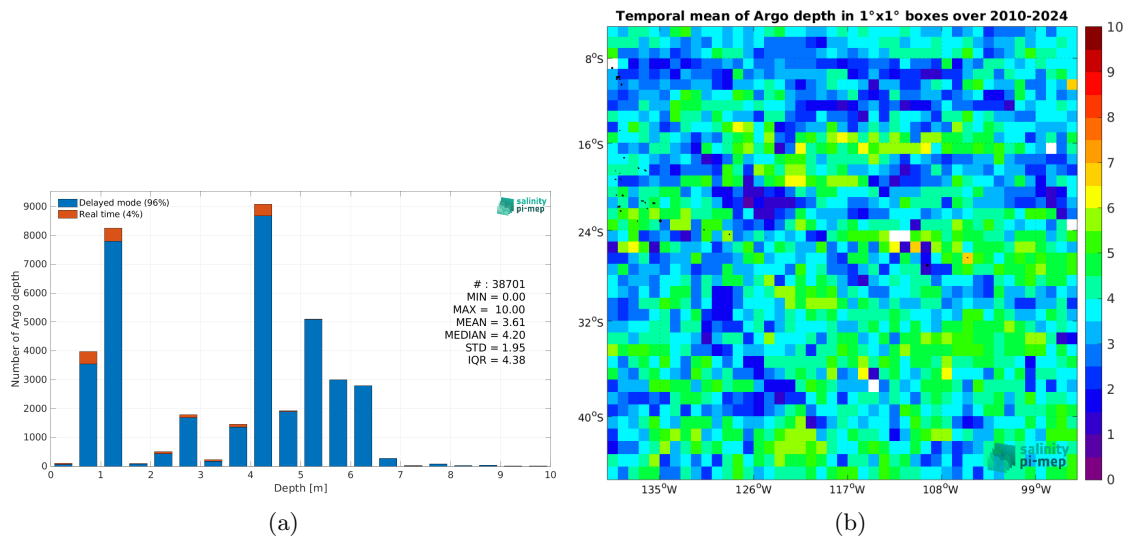 Delayed mode (96%)
Real time (4%)
salinity
pi-mep
Number of Argo depth
9000
8000
7000
6000
5000
4000
3000
2000
1000
0
# : 38701
MIN = 0.00
MAX = 10.00
MEAN = 3.61
MEDIAN = 4.20
STD = 1.95
IQR = 4.38
0 1 2 3 4 5 6 7 8 9 10
Depth [m]
(a)
Temporal mean of Argo depth in 1°x1° boxes over 2010-2024
8°S
16°S
24°S
32°S
40°S
135°W 126°W 117°W 108°W 99°W
10
9
8
7
6
5
4
3
2
1
0
salinity
pi-mep
(b)